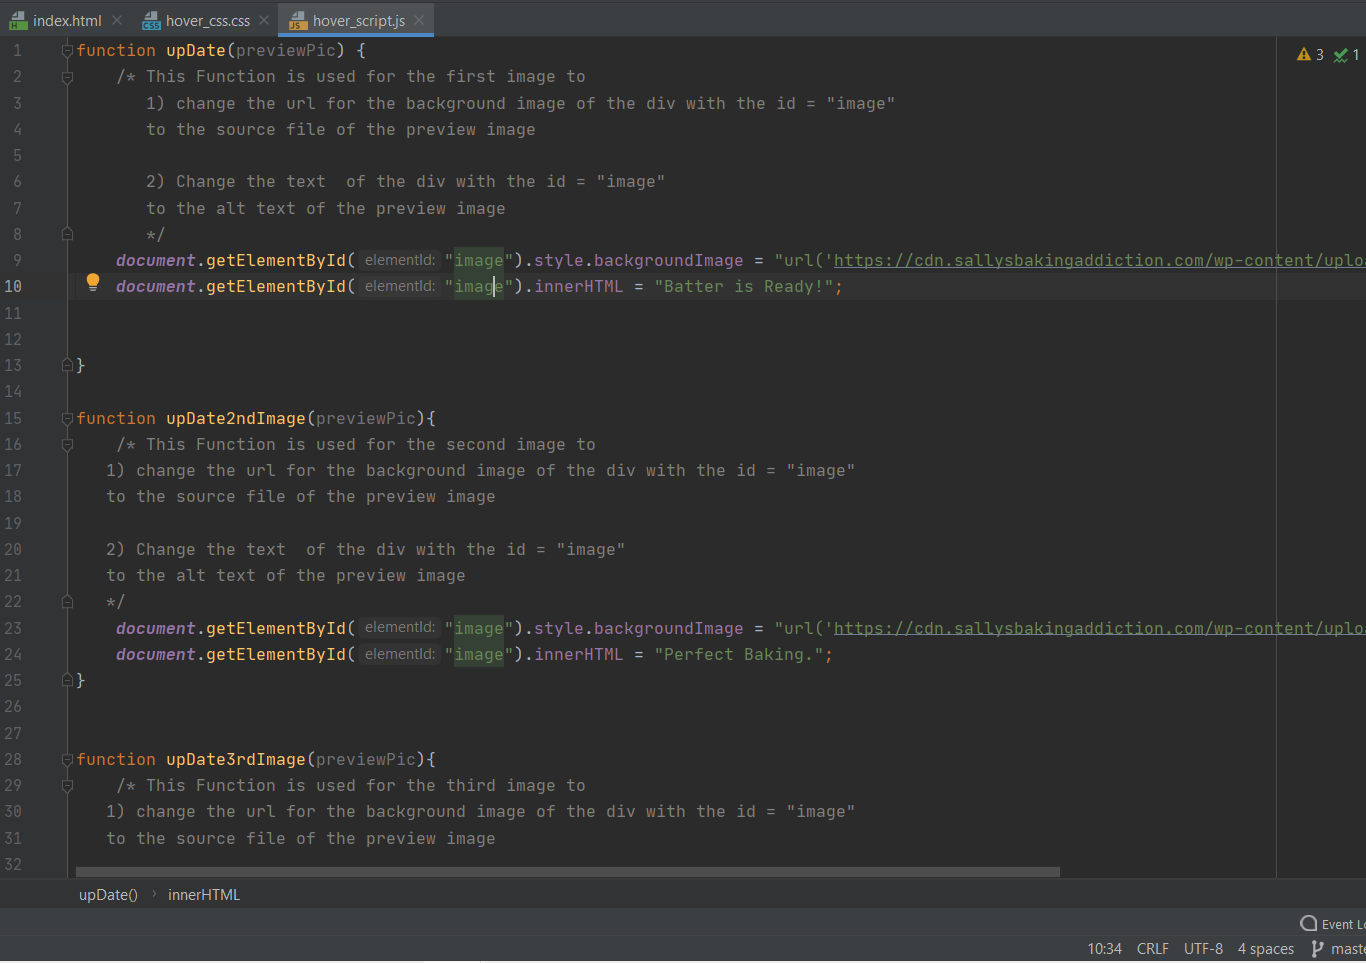 index.html hover_css.css hover_script.js
1 function upDate(previewPic) { 3 1
2 /* This Function is used for the first image to
3 1) change the url for the background image of the div with the id = "image"
4 to the source file of the preview image
5
6 2) Change the text  of the div with the id = "image"
7 to the alt text of the preview image
8 */
9 document.getElementById( elementId: "image").style.backgroundImage = "url('https://cdn.sallysbakingaddiction.com/wp-content/uploa
10 document.getElementById( elementId: "image").innerHTML = "Batter is Ready!";
11
12
13 }
14
15 function upDate2ndImage(previewPic){
16 /* This Function is used for the second image to
17 1) change the url for the background image of the div with the id = "image"
18 to the source file of the preview image
19
20 2) Change the text  of the div with the id = "image"
21 to the alt text of the preview image
22 */
23 document.getElementById( elementId: "image").style.backgroundImage = "url('https://cdn.sallysbakingaddiction.com/wp-content/uploa
24 document.getElementById( elementId: "image").innerHTML = "Perfect Baking.";
25 }
26
27
28 function upDate3rdImage(previewPic){
29 /* This Function is used for the third image to
30 1) change the url for the background image of the div with the id = "image"
31 to the source file of the preview image
32
upDate() › innerHTML
Event Lo
10:34 CRLF UTF-8 4 spaces maste